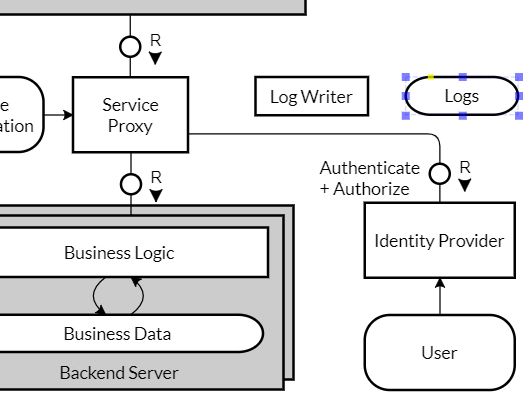 R
e
ation
Service
Proxy
Log Writer
Logs
R
Authenticate
+ Authorize
R
Business Logic
Identity Provider
Business Data
User
Backend Server